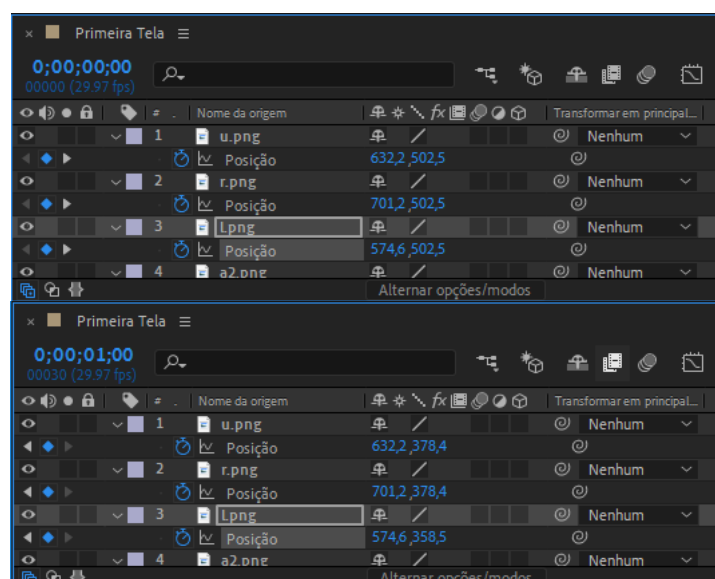 × Primeira Tela
0;00;00;00
00000 (29.97 fps)
# . Nome da origem fx Transformar em principal...
1 u.png Nenhum
Posição 632,2 ,502,5
2 r.png Nenhum
Posição 701,2 ,502,5
3 Lpng Nenhum
Posição 574,6 ,502,5
4 a2.png Nenhum
Alternar opções/modos
× Primeira Tela
0;00;01;00
00030 (29.97 fps)
# . Nome da origem fx Transformar em principal...
1 u.png Nenhum
Posição 632,2 ,378,4
2 r.png Nenhum
Posição 701,2 ,378,4
3 Lpng Nenhum
Posição 574,6 ,358,5
4 a2.png Nenhum
Alternar opções/modos